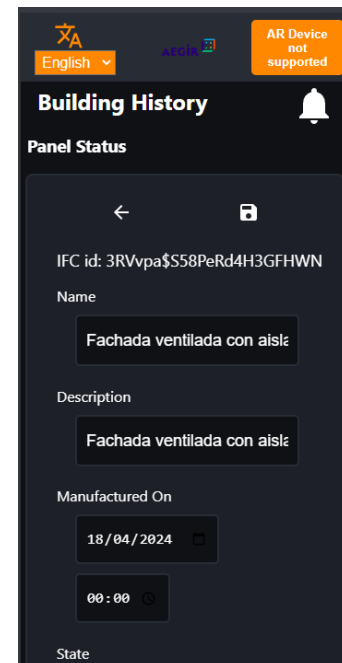 English
AEGIR
AR Device
not
supported
Building History
Panel Status
IFC id: 3RVvpa$S58PeRd4H3GFHWN
Name
Fachada ventilada con aisla
Description
Fachada ventilada con aisla
Manufactured On
18/04/2024
00:00
State